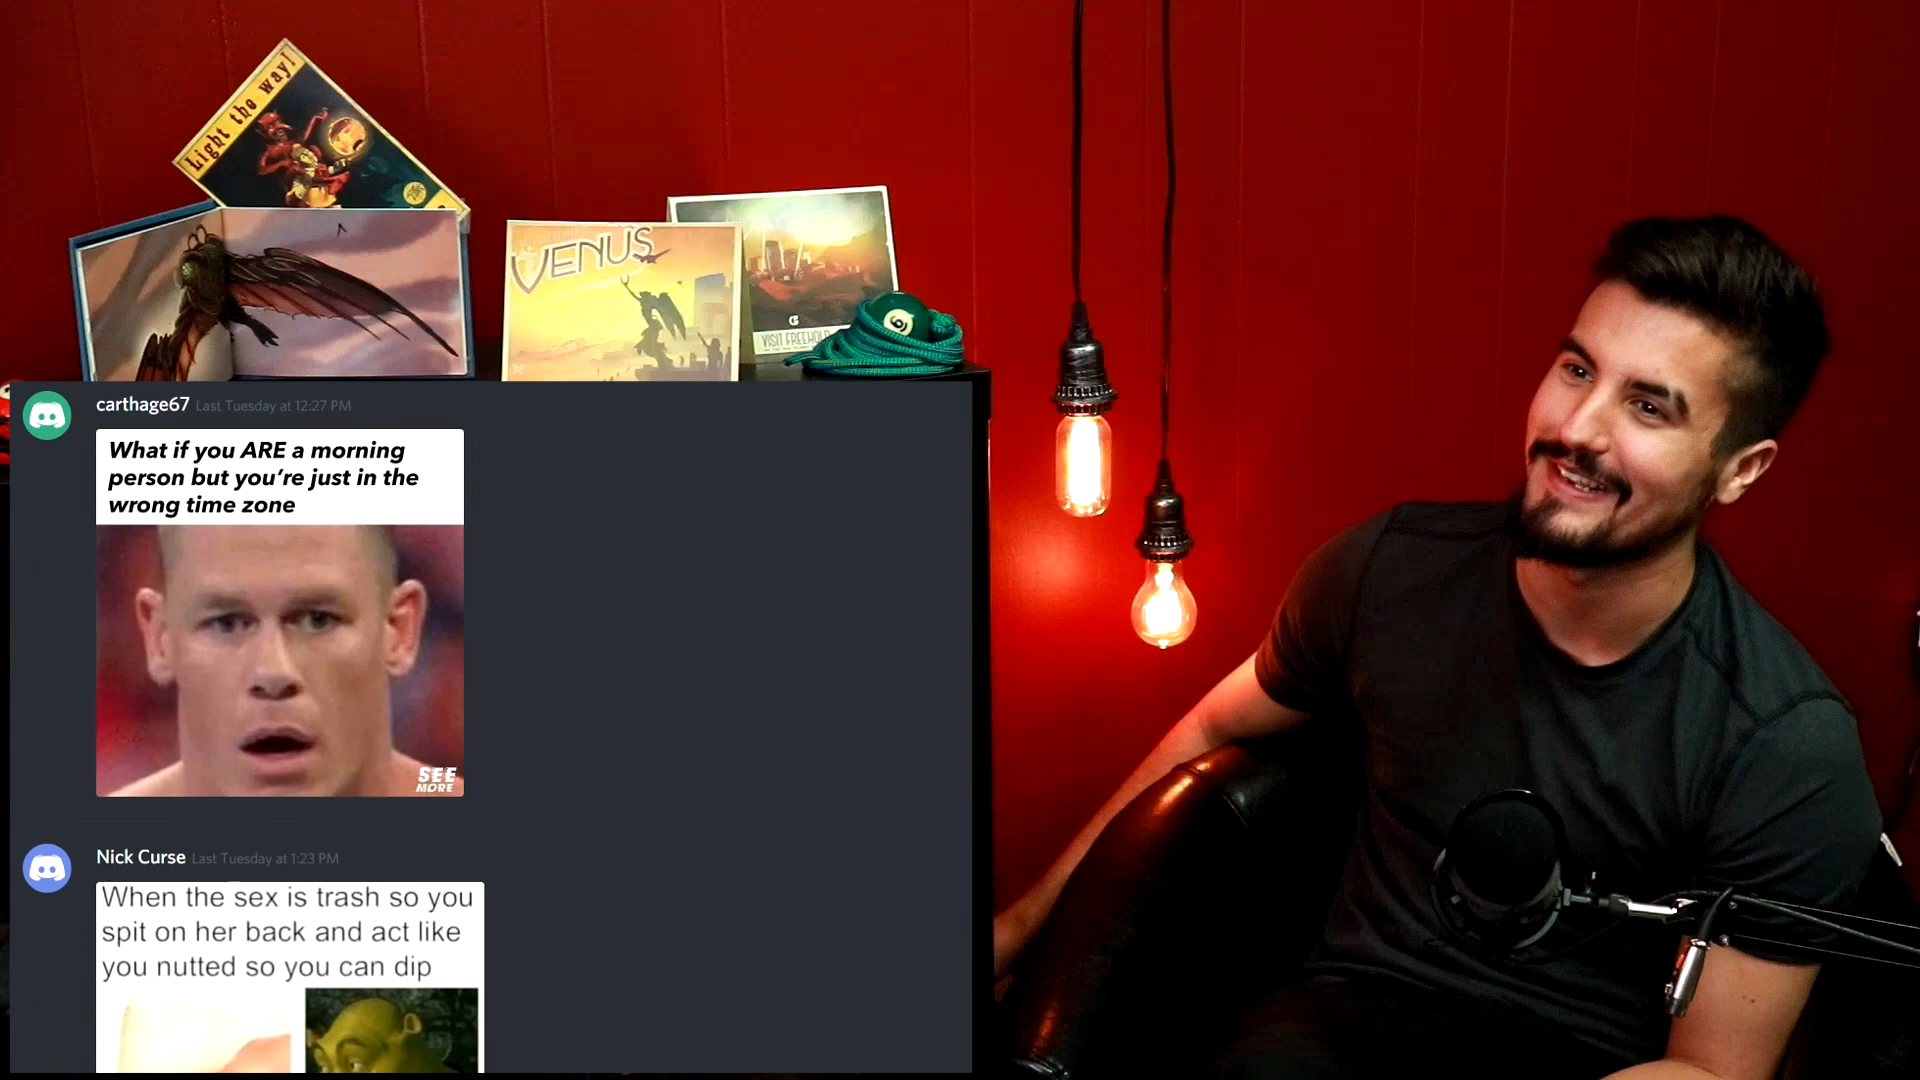 Light the way!
VENUS
VISIT FREEHOLD
6
carthage67 Last Tuesday at 12:27 PM
What if you ARE a morning
person but you're just in the
wrong time zone
SEE
MORE
Nick Curse Last Tuesday at 1:23 PM
When the sex is trash so you
spit on her back and act like
you nutted so you can dip